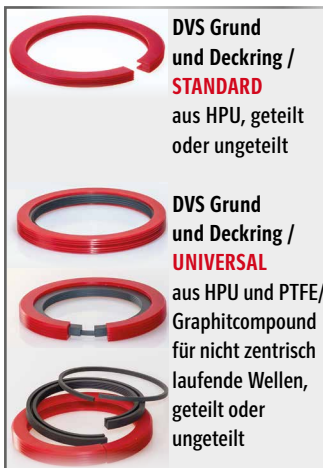 DVS Grund
und Deckring /
STANDARD
aus HPU, geteilt
oder ungeteilt
DVS Grund
und Deckring /
UNIVERSAL
aus HPU und PTFE/
Graphitcompound
für nicht zentrisch
laufende Wellen,
geteilt oder
ungeteilt